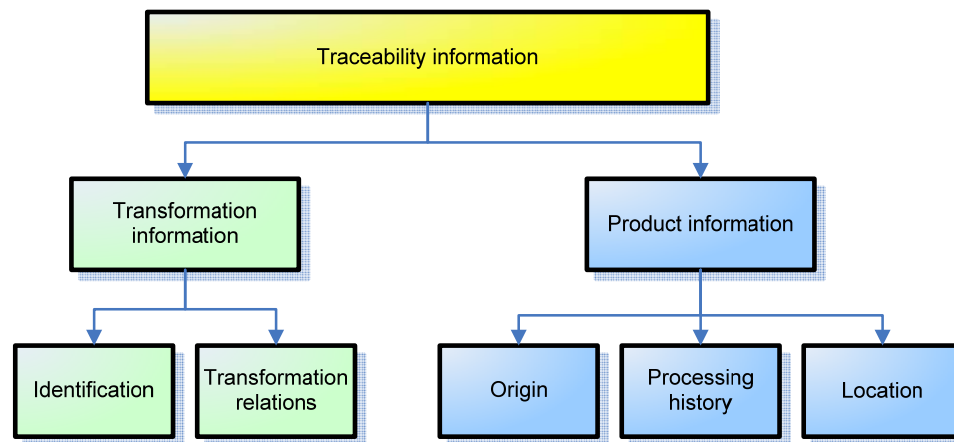 Traceability information
Transformation
information
Product information
Identification
Transformation
relations
Origin
Processing
history
Location